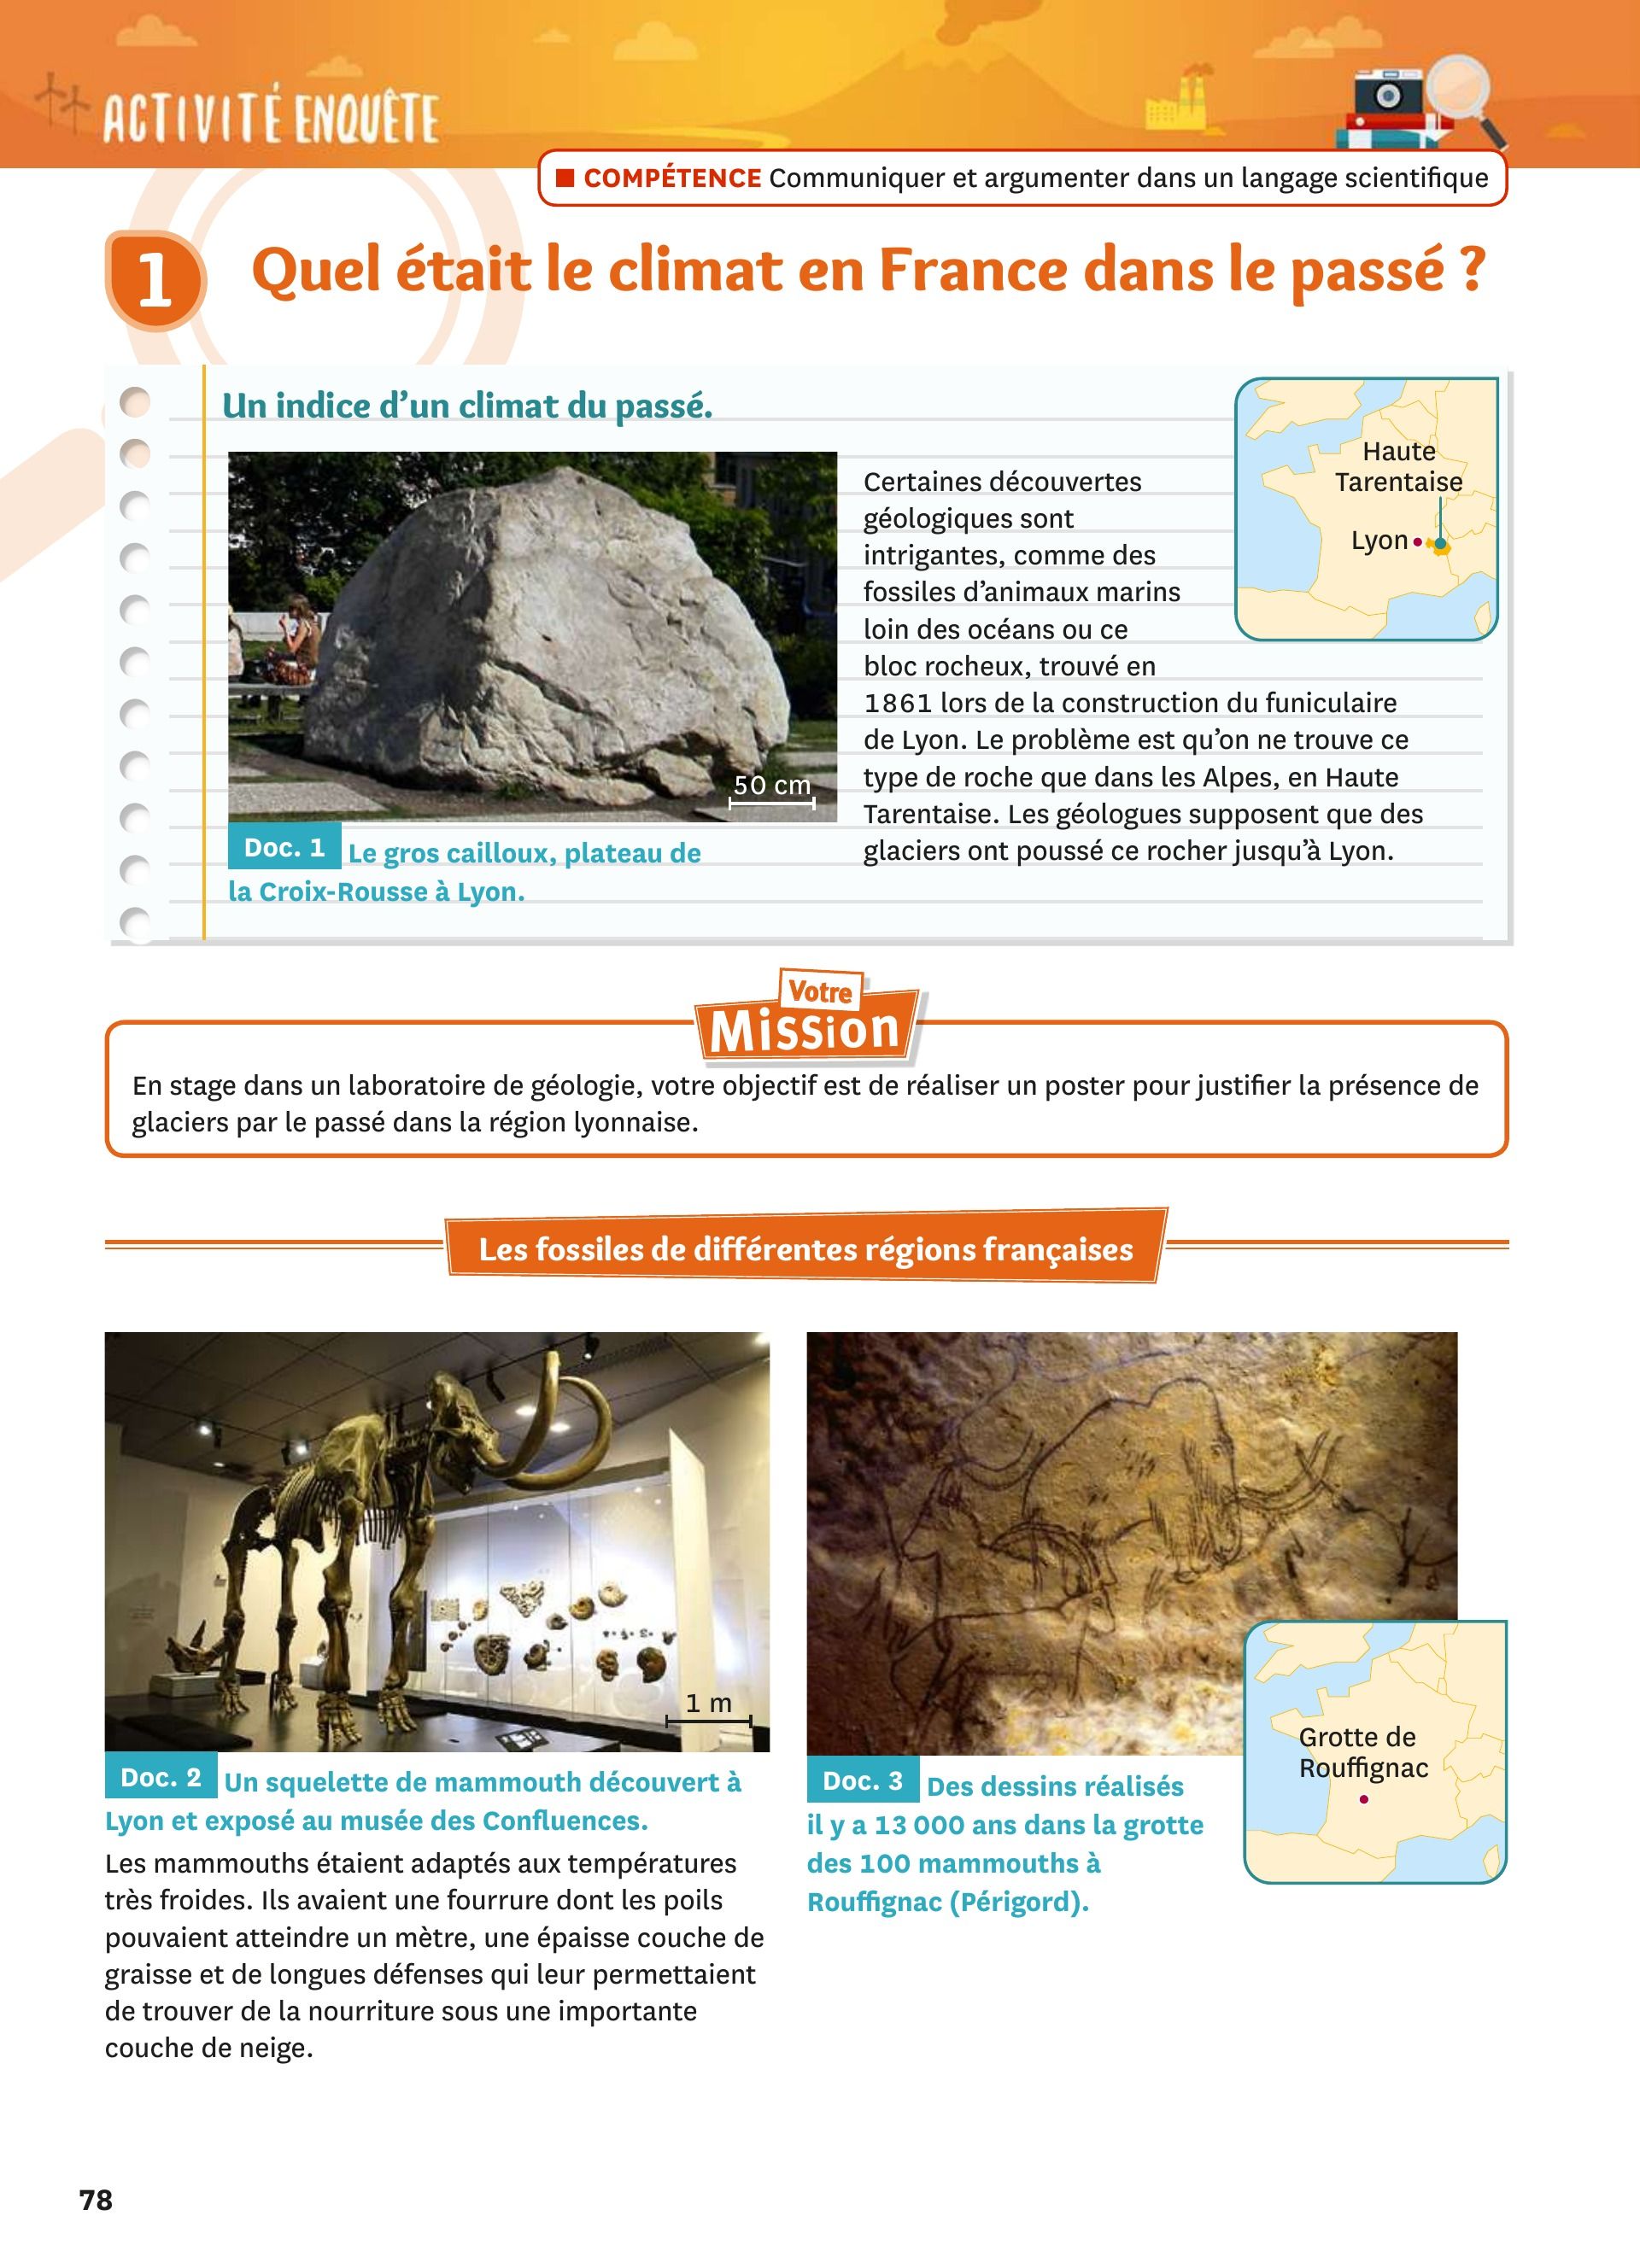 ACTIVITÉ ENQUÊTE
COMPÉTENCE Communiquer et argumenter dans un langage scientifique
1 Quel était le climat en France dans le passé ?
Un indice d’un climat du passé.
Certaines découvertes
géologiques sont
intrigantes, comme des
fossiles d’animaux marins
loin des océans ou ce
bloc rocheux, trouvé en
1861 lors de la construction du funiculaire
de Lyon. Le problème est qu’on ne trouve ce
type de roche que dans les Alpes, en Haute
Tarentaise. Les géologues supposent que des
glaciers ont poussé ce rocher jusqu’à Lyon.
Haute
Tarentaise
Lyon
50 cm
Doc. 1 Le gros cailloux, plateau de
la Croix-Rousse à Lyon.
Votre
Mission
En stage dans un laboratoire de géologie, votre objectif est de réaliser un poster pour justifier la présence de
glaciers par le passé dans la région lyonnaise.
Les fossiles de différentes régions françaises
1 m
Doc. 2 Un squelette de mammouth découvert à
Lyon et exposé au musée des Confluences.
Les mammouths étaient adaptés aux températures
très froides. Ils avaient une fourrure dont les poils
pouvaient atteindre un mètre, une épaisse couche de
graisse et de longues défenses qui leur permettaient
de trouver de la nourriture sous une importante
couche de neige.
Doc. 3 Des dessins réalisés
il y a 13 000 ans dans la grotte
des 100 mammouths à
Rouffignac (Périgord).
Grotte de
Rouffignac
78